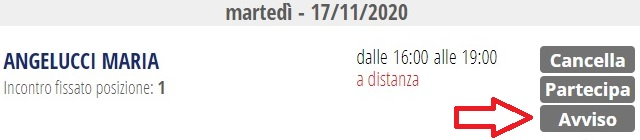 martedì - 17/11/2020
ANGELUCCI MARIA
Incontro fissato posizione: 1
dalle 16:00 alle 19:00
a distanza
Cancella
Partecipa
Avviso